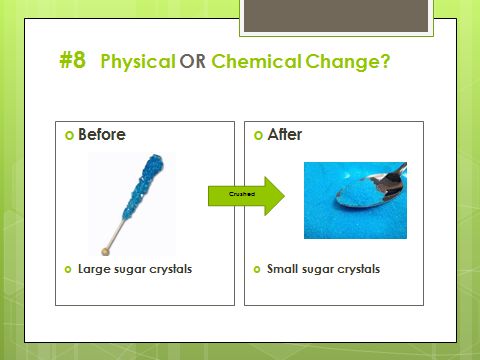 #8 Physical OR Chemical Change?
Before
Large sugar crystals
Crushed
After
Small sugar crystals